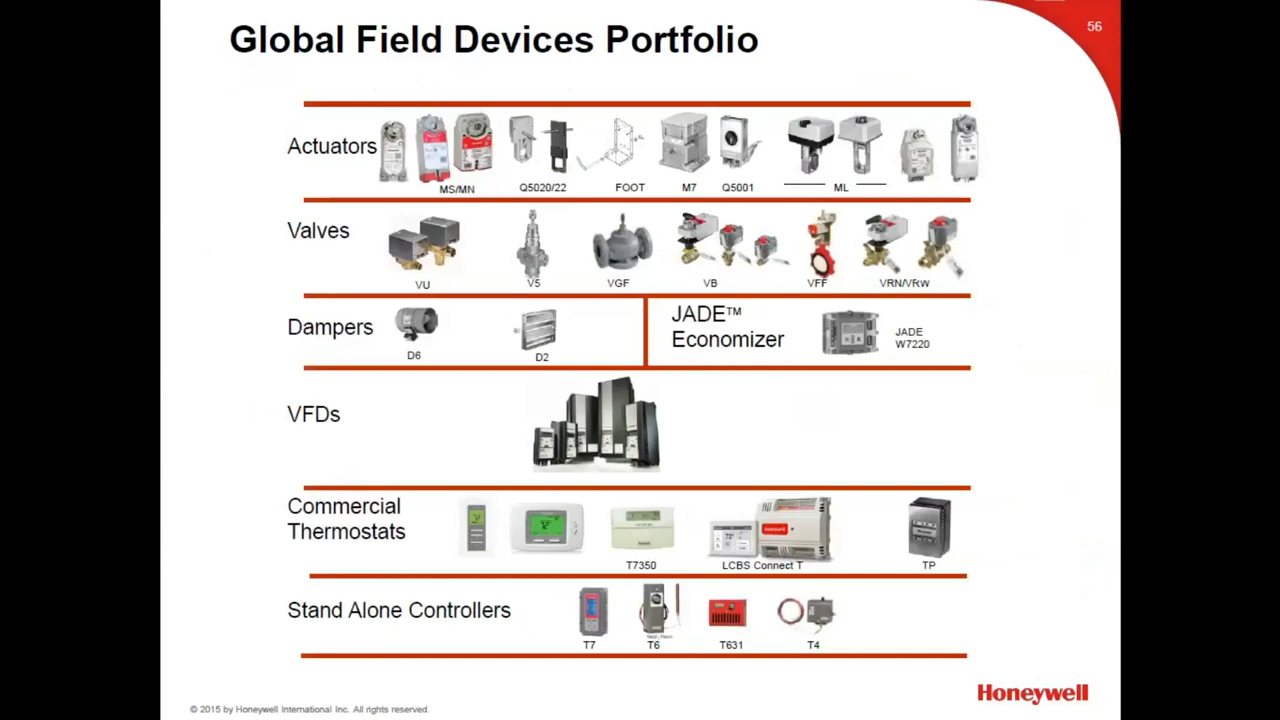 56
Global Field Devices Portfolio
Actuators
MS/MN
Q5020/22
FOOT
M7
Q5001
ML
Valves
VU
V5
VGF
VB
VFF
VRN/VRW
Dampers
D6
D2
JADE™
Economizer
JADE
W7220
VFDs
Commercial
Thermostats
T7350
LCBS Connect T
TP
Stand Alone Controllers
T7
T6
T631
T4
Honeywell
© 2015 by Honeywell International Inc. All rights reserved.